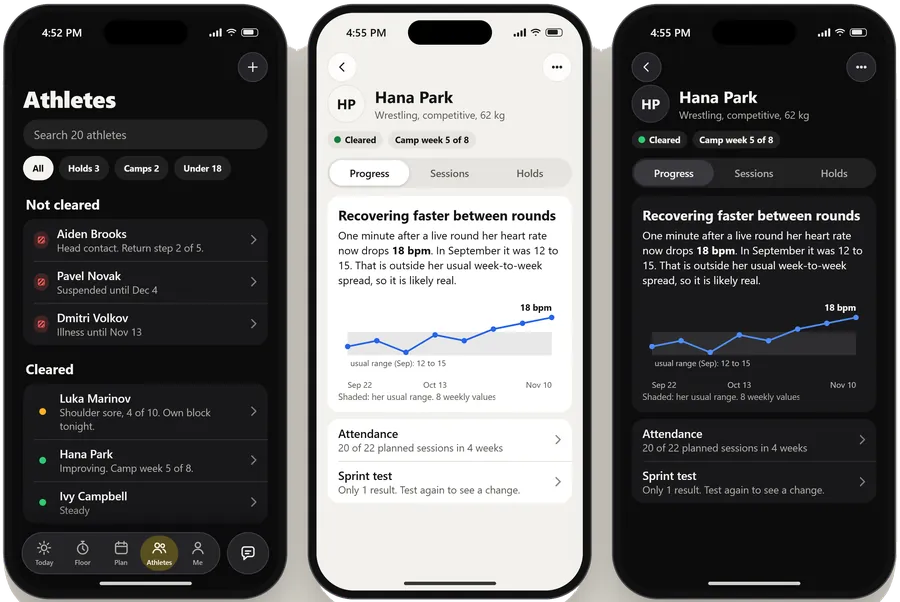 4:52 PM
Athletes
Search 20 athletes
All
Holds 3
Camps 2
Under 18
Not cleared
Aiden Brooks
Head contact. Return step 2 of 5.
Pavel Novak
Suspended until Dec 4
Dmitri Volkov
Illness until Nov 13
Cleared
Luka Marinov
Shoulder sore, 4 of 10. Own block
tonight.
Hana Park
Improving. Camp week 5 of 8.
Ivy Campbell
Steady
Today
Floor
Plan
Athletes
Me
4:55 PM
HP
Hana Park
Wrestling, competitive, 62 kg
Cleared
Camp week 5 of 8
Progress
Sessions
Holds
Recovering faster between rounds
One minute after a live round her heart rate
now drops 18 bpm. In September it was 12 to
15. That is outside her usual week-to-week
spread, so it is likely real.
18 bpm
usual range (Sep): 12 to 15
Sep 22
Oct 13
Nov 10
Shaded: her usual range. 8 weekly values
Attendance
20 of 22 planned sessions in 4 weeks
Sprint test
Only 1 result. Test again to see a change.
4:55 PM
HP
Hana Park
Wrestling, competitive, 62 kg
Cleared
Camp week 5 of 8
Progress
Sessions
Holds
Recovering faster between rounds
One minute after a live round her heart rate
now drops 18 bpm. In September it was 12 to
15. That is outside her usual week-to-week
spread, so it is likely real.
18 bpm
usual range (Sep): 12 to 15
Sep 22
Oct 13
Nov 10
Shaded: her usual range. 8 weekly values
Attendance
20 of 22 planned sessions in 4 weeks
Sprint test
Only 1 result. Test again to see a change.